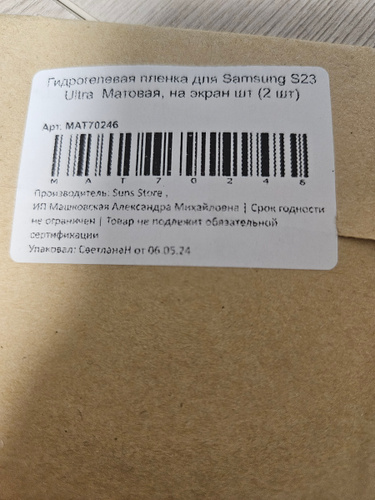 Гидрогелевая пленка для Samsung S23
Ultra Матовая, на экран шт (2 шт)
Арт: MAT70246
M A T 7 0 2 4 6
Производитель: Suns Store .
ИП Машковская Александра Михайловна | Срок годности
не ограничен | Товар не подлежит обязательной
сертификации
Упаковал: СветланаН от 06.05.24